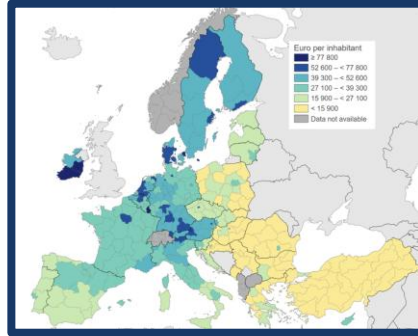 Euro per inhabitant
≥ 77 800
52 600 – < 77 800
39 300 – < 52 600
27 100 – < 39 300
15 900 – < 27 100
< 15 900
Data not available